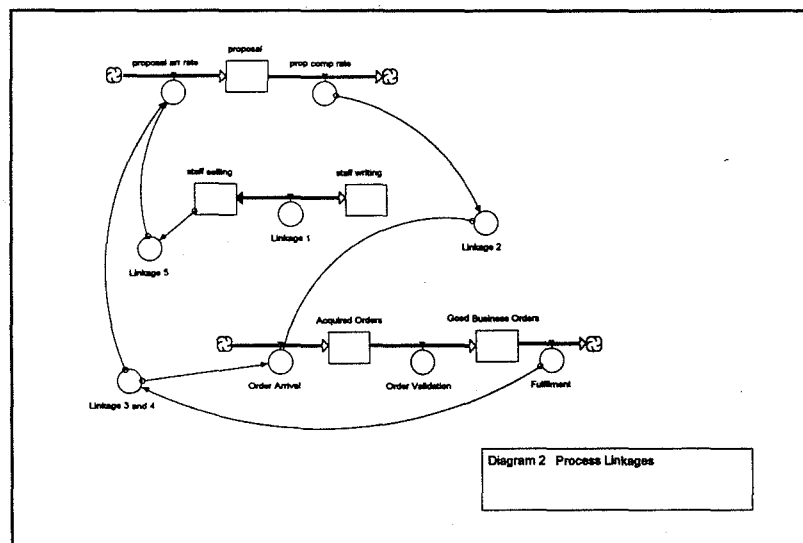 proposal
proposal arr rate
prop comp rate
staff selling
staff writing
Linkage 1
Linkage 2
Linkage 5
Acquired Orders
Good Business Orders
Order Arrival
Order Validation
Fulfilment
Linkage 3 and 4
Diagram 2 Process Linkages